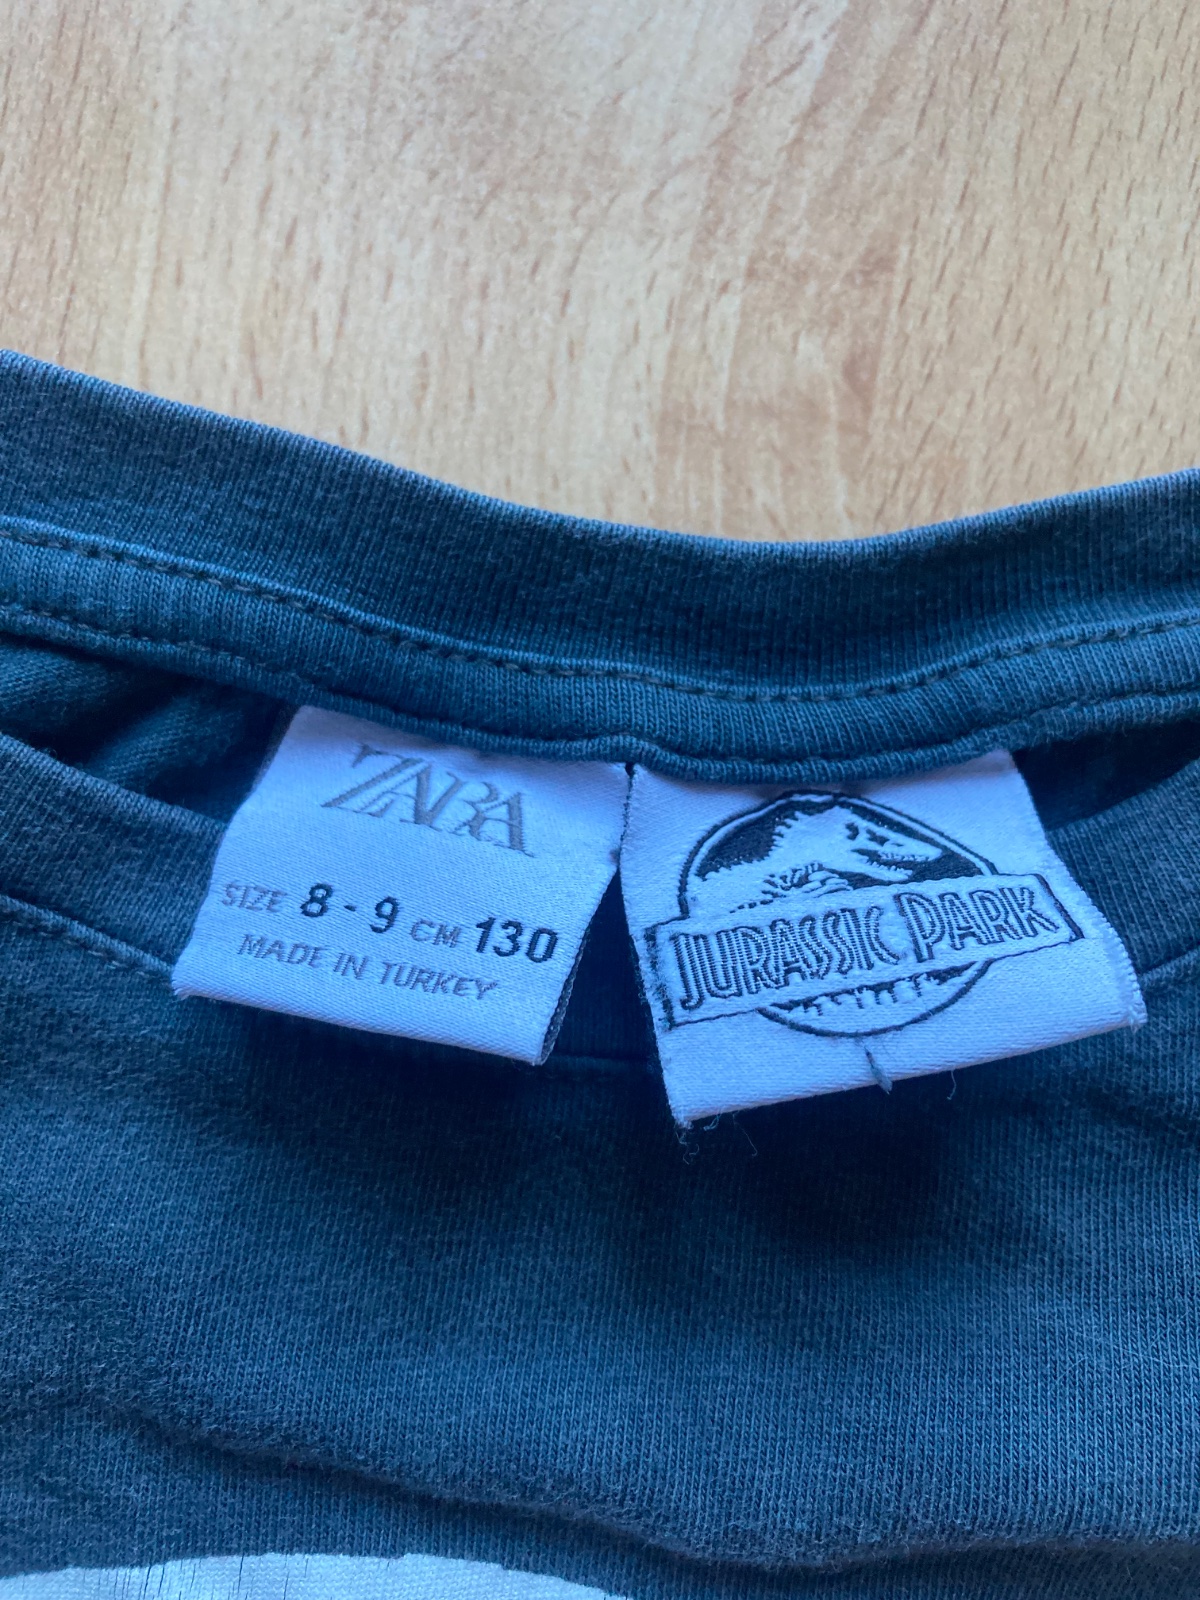 ZARA
SIZE 8 - 9 CM 130
MADE IN TURKEY
JURASSIC PARK